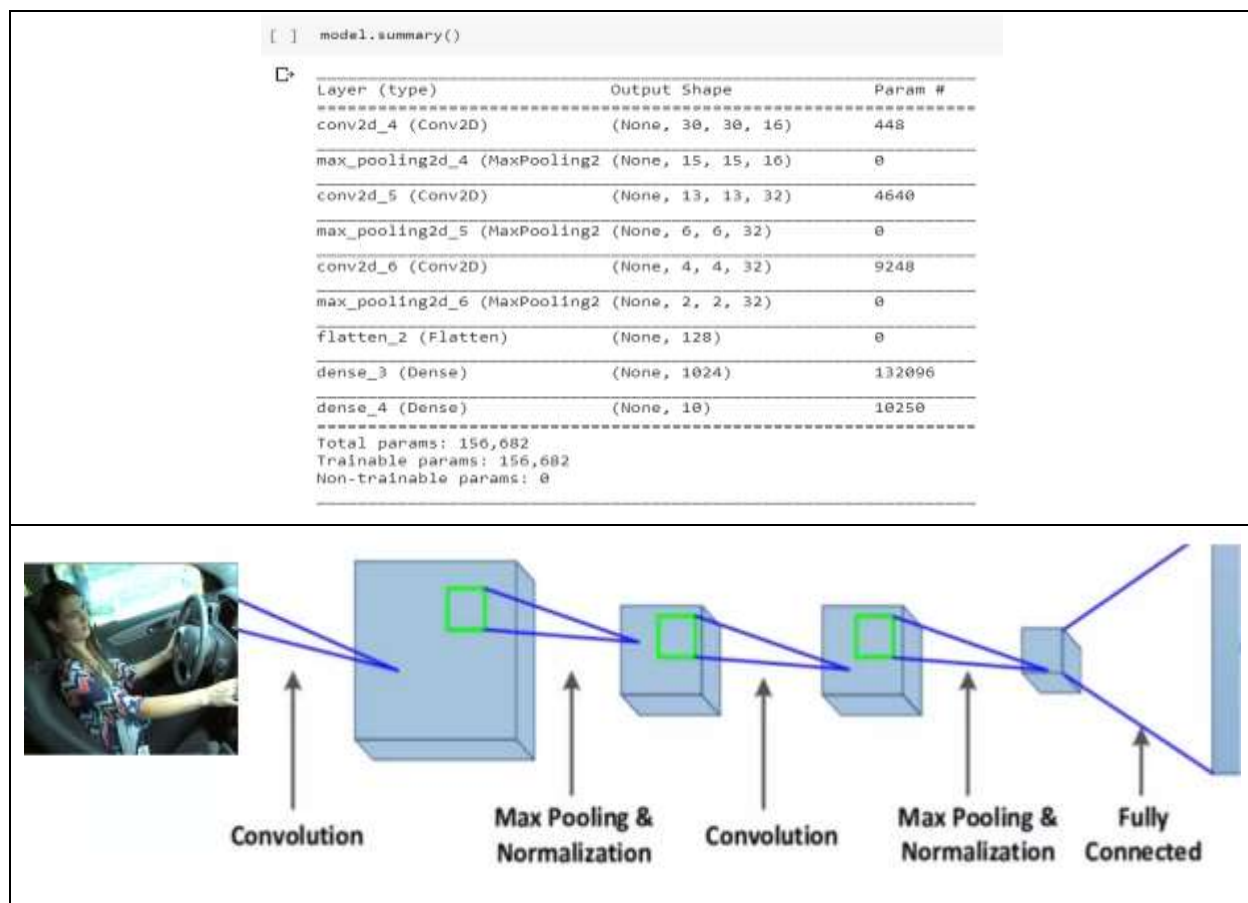 [ ] model.summary()
Layer (type) Output Shape Param #
conv2d_4 (Conv2D) (None, 30, 30, 16) 448
max_pooling2d_4 (MaxPooling2 (None, 15, 15, 16) 0
conv2d_5 (Conv2D) (None, 13, 13, 32) 4640
max_pooling2d_5 (MaxPooling2 (None, 6, 6, 32) 0
conv2d_6 (Conv2D) (None, 4, 4, 32) 9248
max_pooling2d_6 (MaxPooling2 (None, 2, 2, 32) 0
flatten_2 (Flatten) (None, 128) 0
dense_3 (Dense) (None, 1024) 132096
dense_4 (Dense) (None, 10) 10250
Total params: 156,682
Trainable params: 156,682
Non-trainable params: 0
Convolution
Max Pooling &
Normalization
Convolution
Max Pooling &
Normalization
Fully
Connected